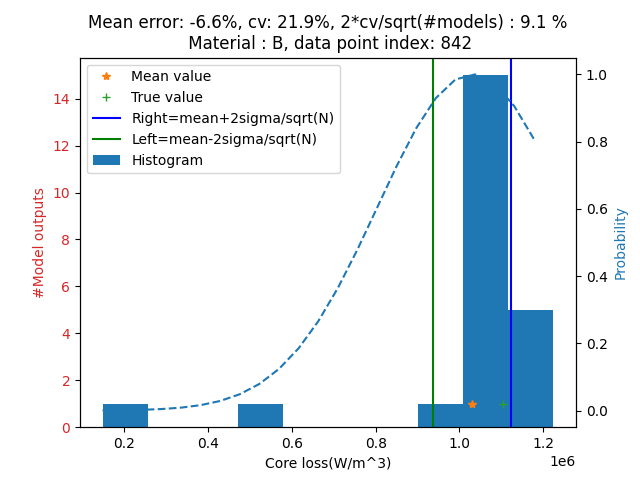 Mean error: -6.6%, cv: 21.9%, 2*cv/sqrt(#models) : 9.1 %
Material : B, data point index: 842
Mean value
True value
Right=mean+2sigma/sqrt(N)
Left=mean-2sigma/sqrt(N)
Histogram
#Model outputs
14
12
10
8
6
4
2
0
1.0
0.8
0.6
0.4
0.2
0.0
Probability
0.2 0.4 0.6 0.8 1.0 1.2
1e6
Core loss(W/m^3)